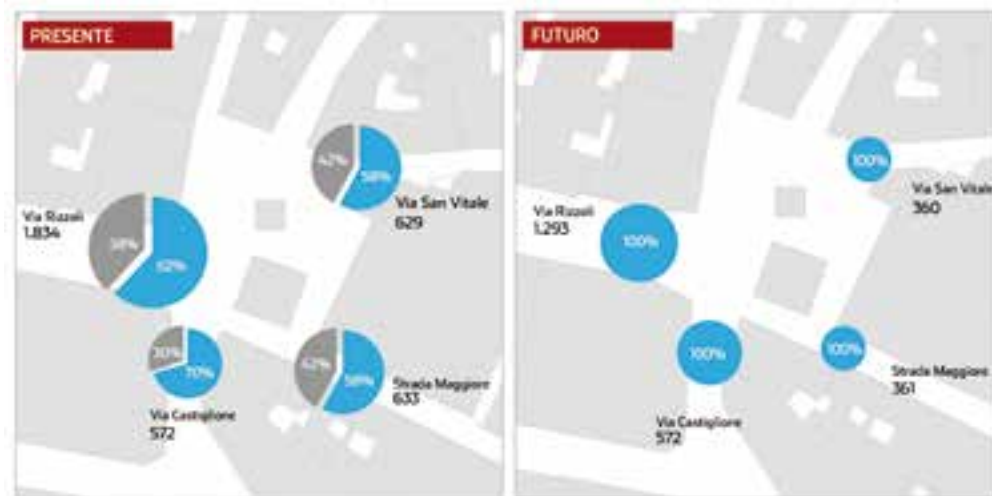 PRESENTE
42%
58%
Via San Vitale
629
Via Rizzoli
1.834
38%
62%
30%
70%
Via Castiglione
572
42%
58%
Strada Maggiore
633
FUTURO
100%
Via San Vitale
360
Via Rizzoli
1.293
100%
100%
Via Castiglione
572
100%
Strada Maggiore
361